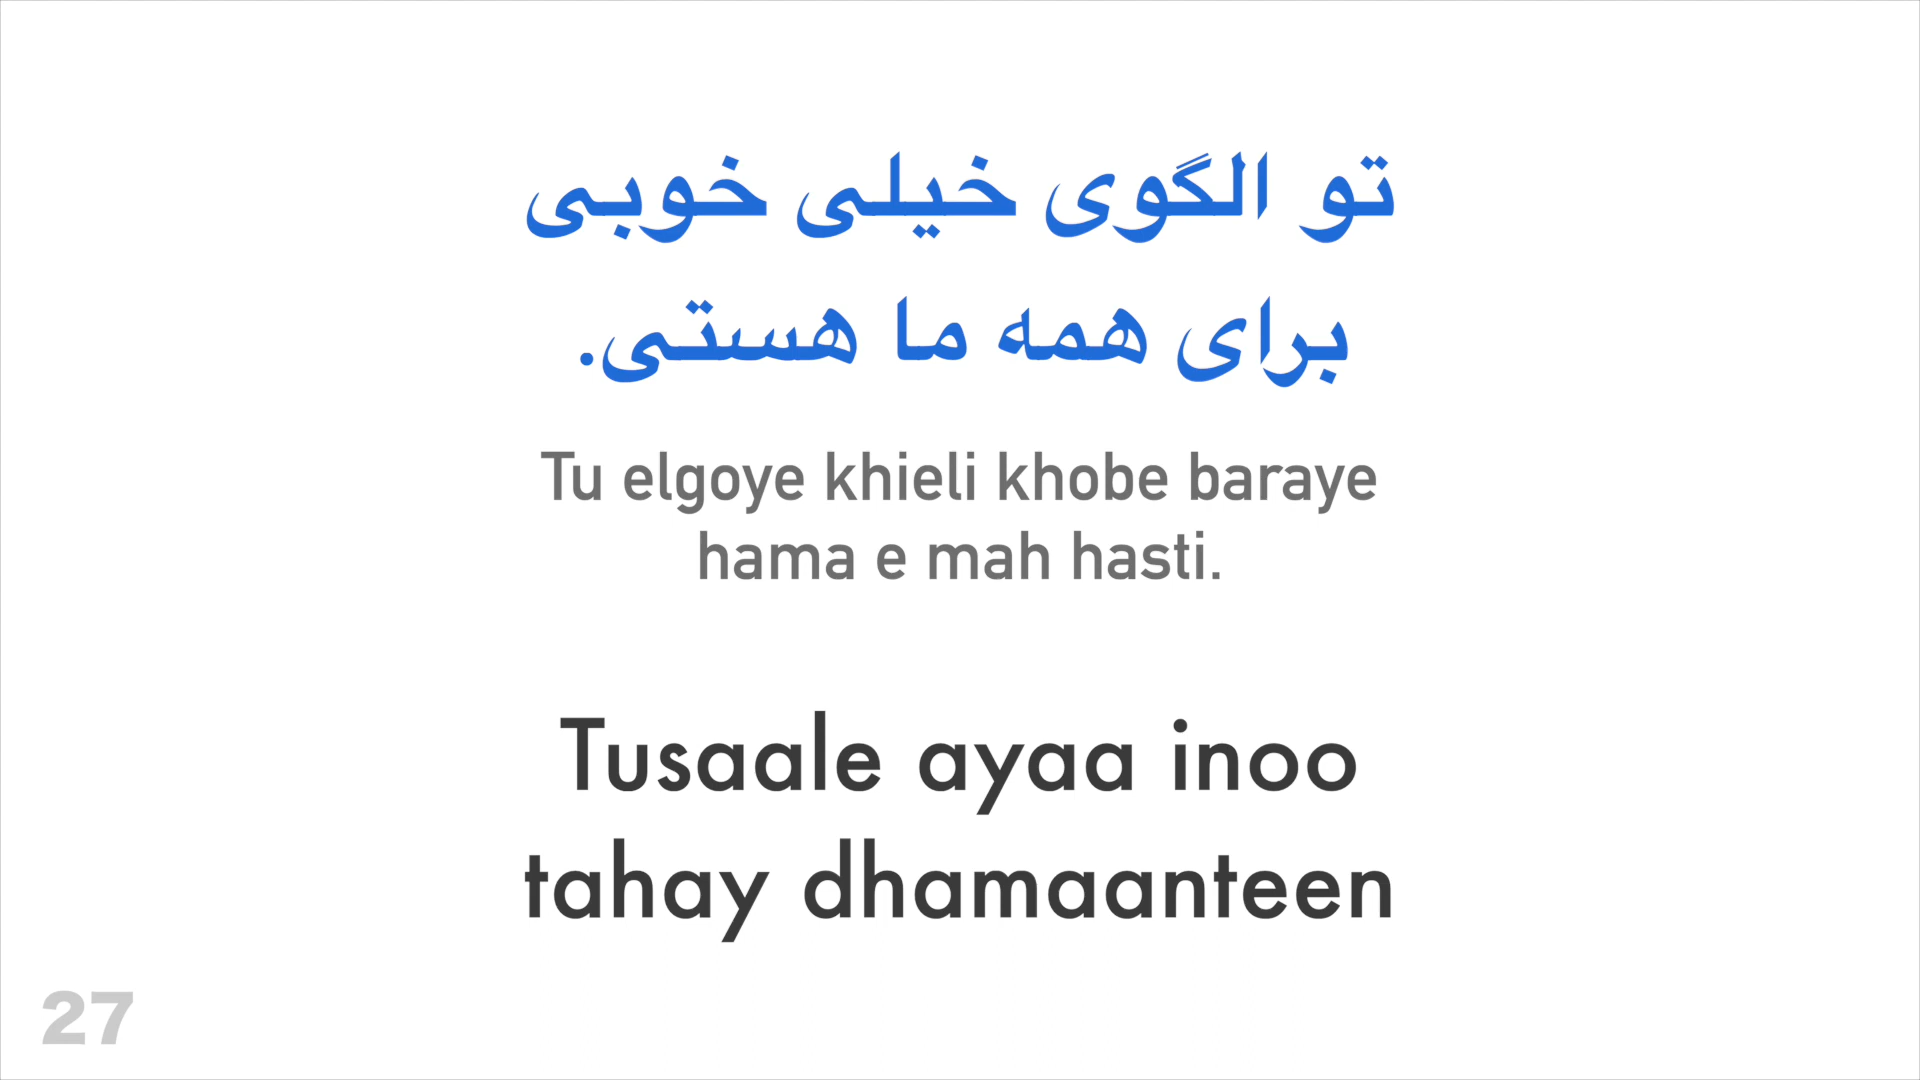 تو الگوی خیلی خوبی
برای همه ما هستی.
Tu elgoye khieli khobe baraye
hama e mah hasti.
Tusaale ayaa inoo
tahay dhamaanteen
27